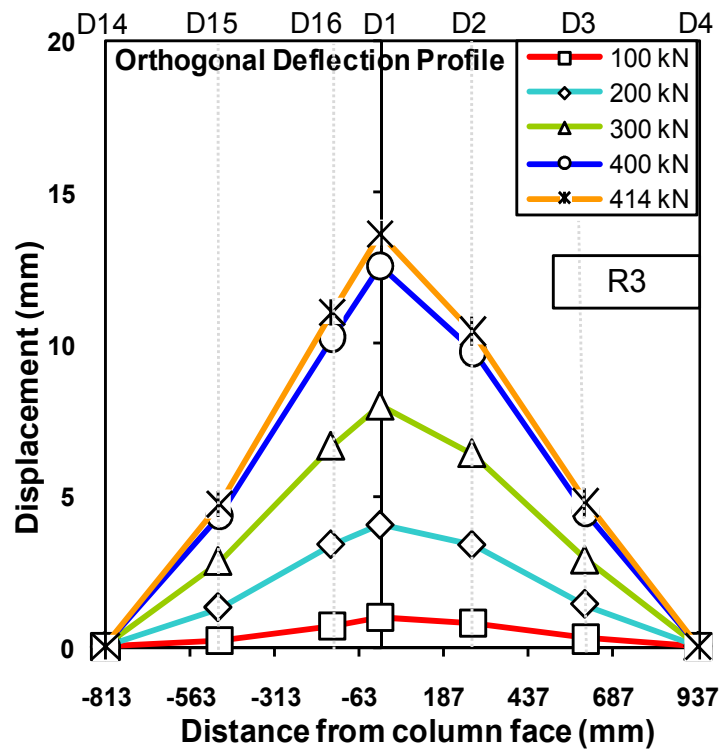 D14 D15 D16 D1 D2 D3 D4
Orthogonal Deflection Profile
100 kN
200 kN
300 kN
400 kN
414 kN
R3
20
15
10
5
0
Displacement (mm)
-813 -563 -313 -63 187 437 687 937
Distance from column face (mm)